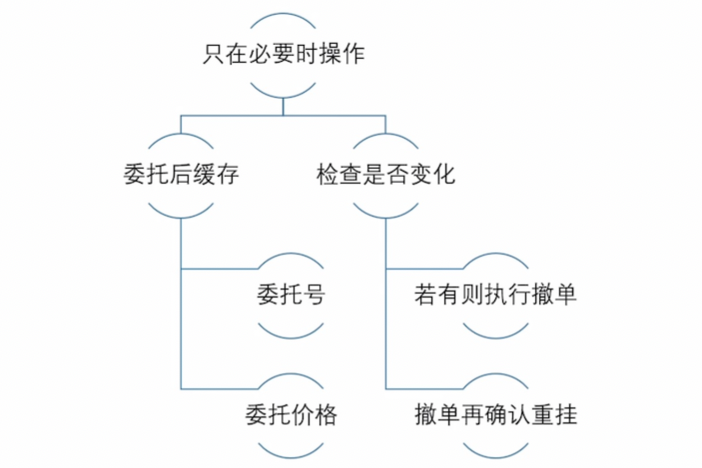 只在必要时操作
委托后缓存
检查是否变化
委托号
若有则执行撤单
委托价格
撤单再确认重挂